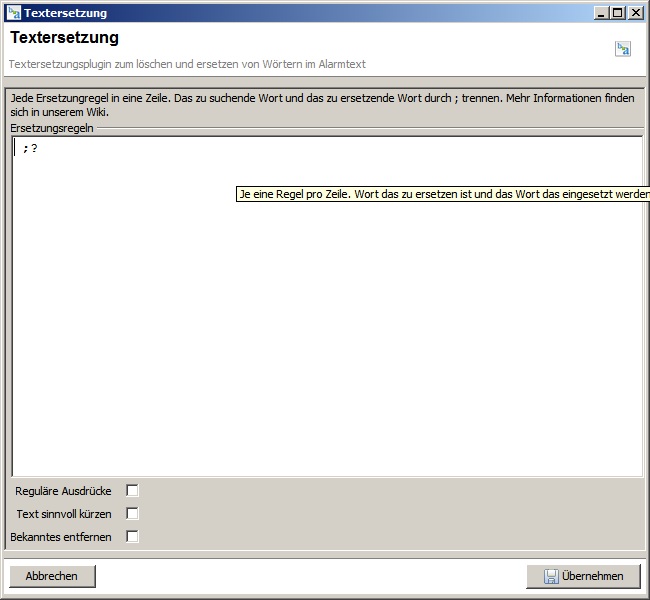 Textersetzung
Textersetzung
Textersetzungsplugin zum löschen und ersetzen von Wörtern im Alarmtext
Jede Ersetzungregel in eine Zeile. Das zu suchende Wort und das zu ersetzende Wort durch ; trennen. Mehr Informationen finden
sich in unserem Wiki.
Ersetzungsregeln
;?
Je eine Regel pro Zeile. Wort das zu ersetzen ist und das Wort das eingesetzt werden
Reguläre Ausdrücke
Text sinnvoll kürzen
Bekanntes entfernen
Abbrechen
Übernehmen